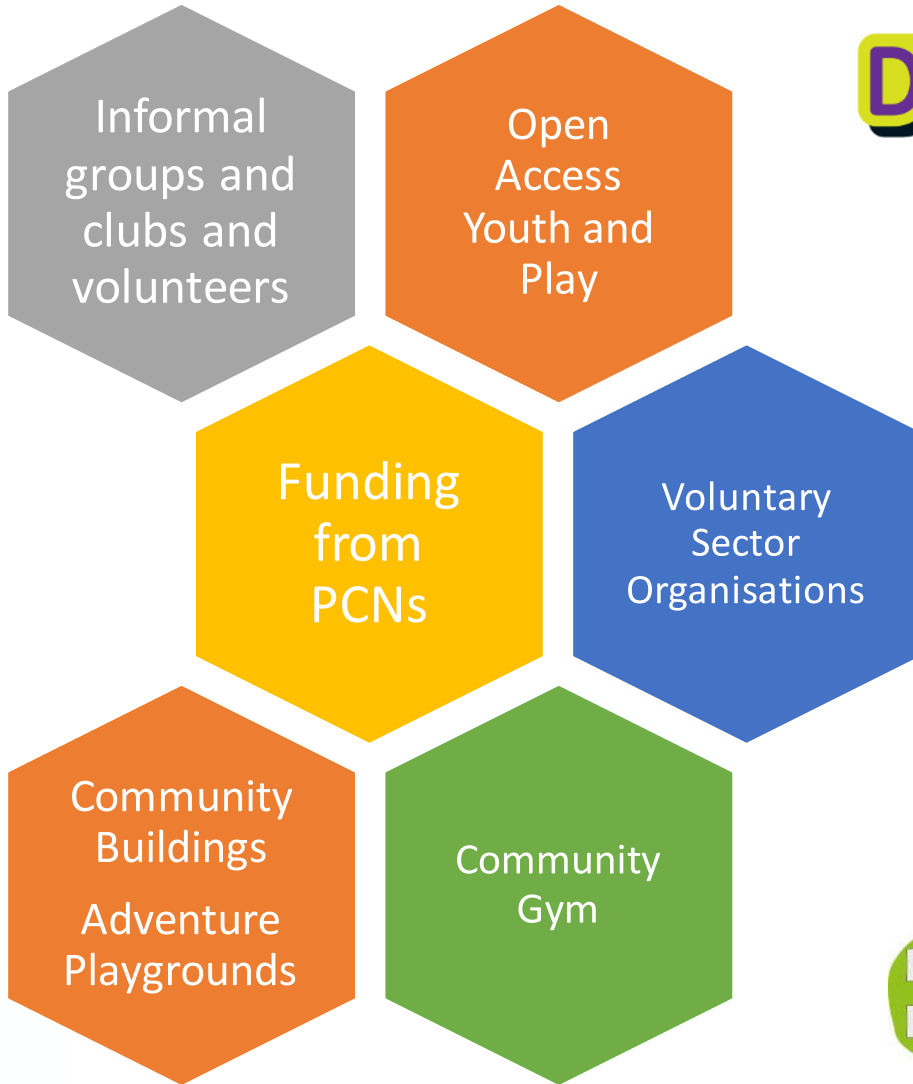 Informal
groups and
clubs and
volunteers
Open
Access
Youth and
Play
D
Funding
from
PCNs
Voluntary
Sector
Organisations
Community
Buildings
Adventure
Playgrounds
Community
Gym